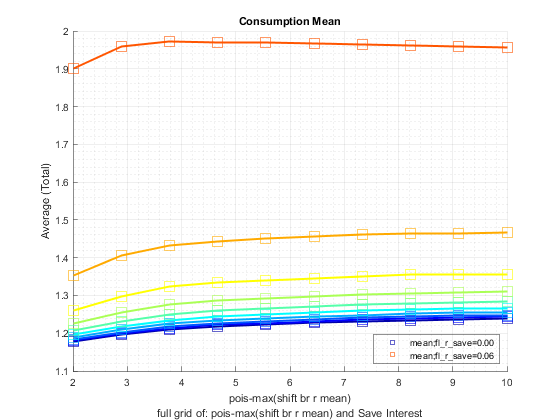 Consumption Mean
2
1.9
1.8
1.7
1.6
1.5
1.4
1.3
1.2
1.1
Average (Total)
mean;fl_r_save=0.00
mean;fl_r_save=0.06
2 3 4 5 6 7 8 9 10
pois-max(shift br r mean)
full grid of: pois-max(shift br r mean) and Save Interest